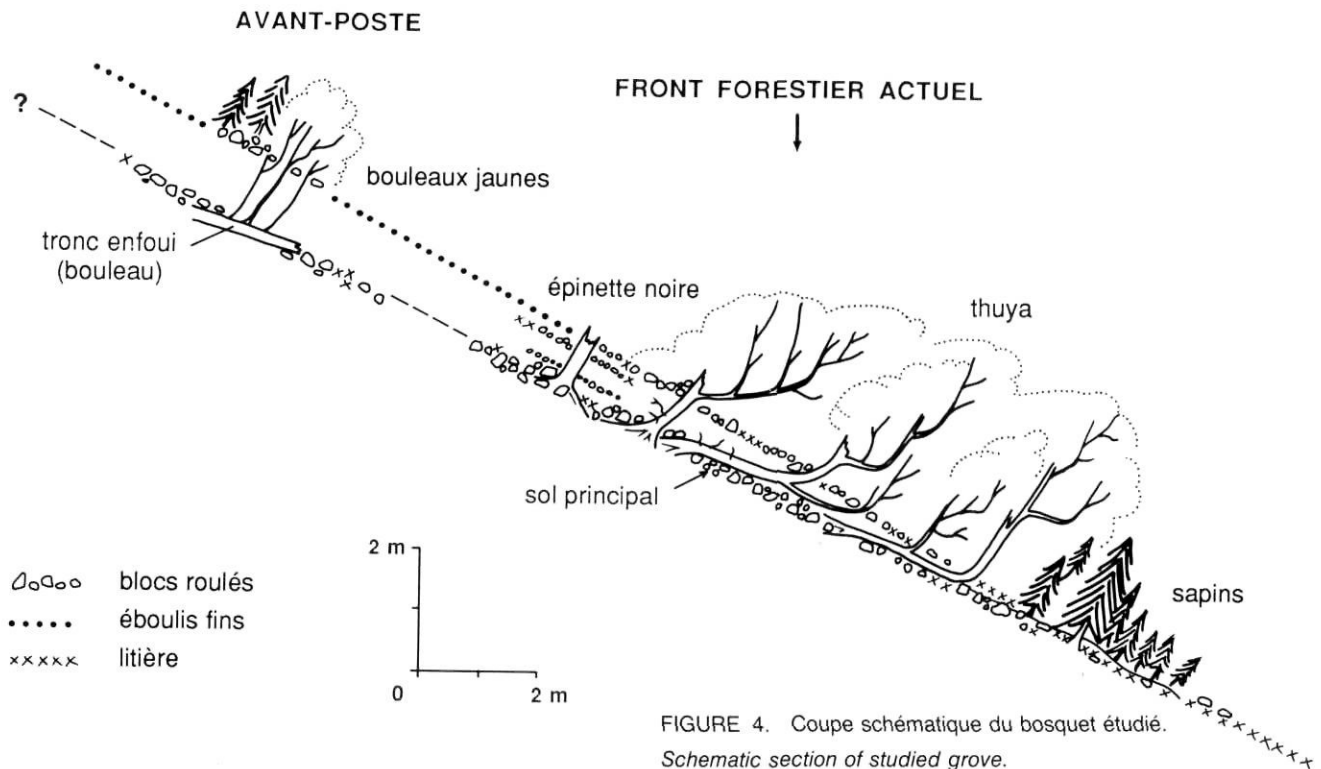 AVANT-POSTE
FRONT FORESTIER ACTUEL
?
bouleaux jaunes
tronc enfoui
(bouleau)
épinette noire
thuya
sol principal
2 m
sapins
blocs roulés
éboulis fins
litière
0
2 m
FIGURE 4. Coupe schématique du bosquet étudié.
Schematic section of studied grove.